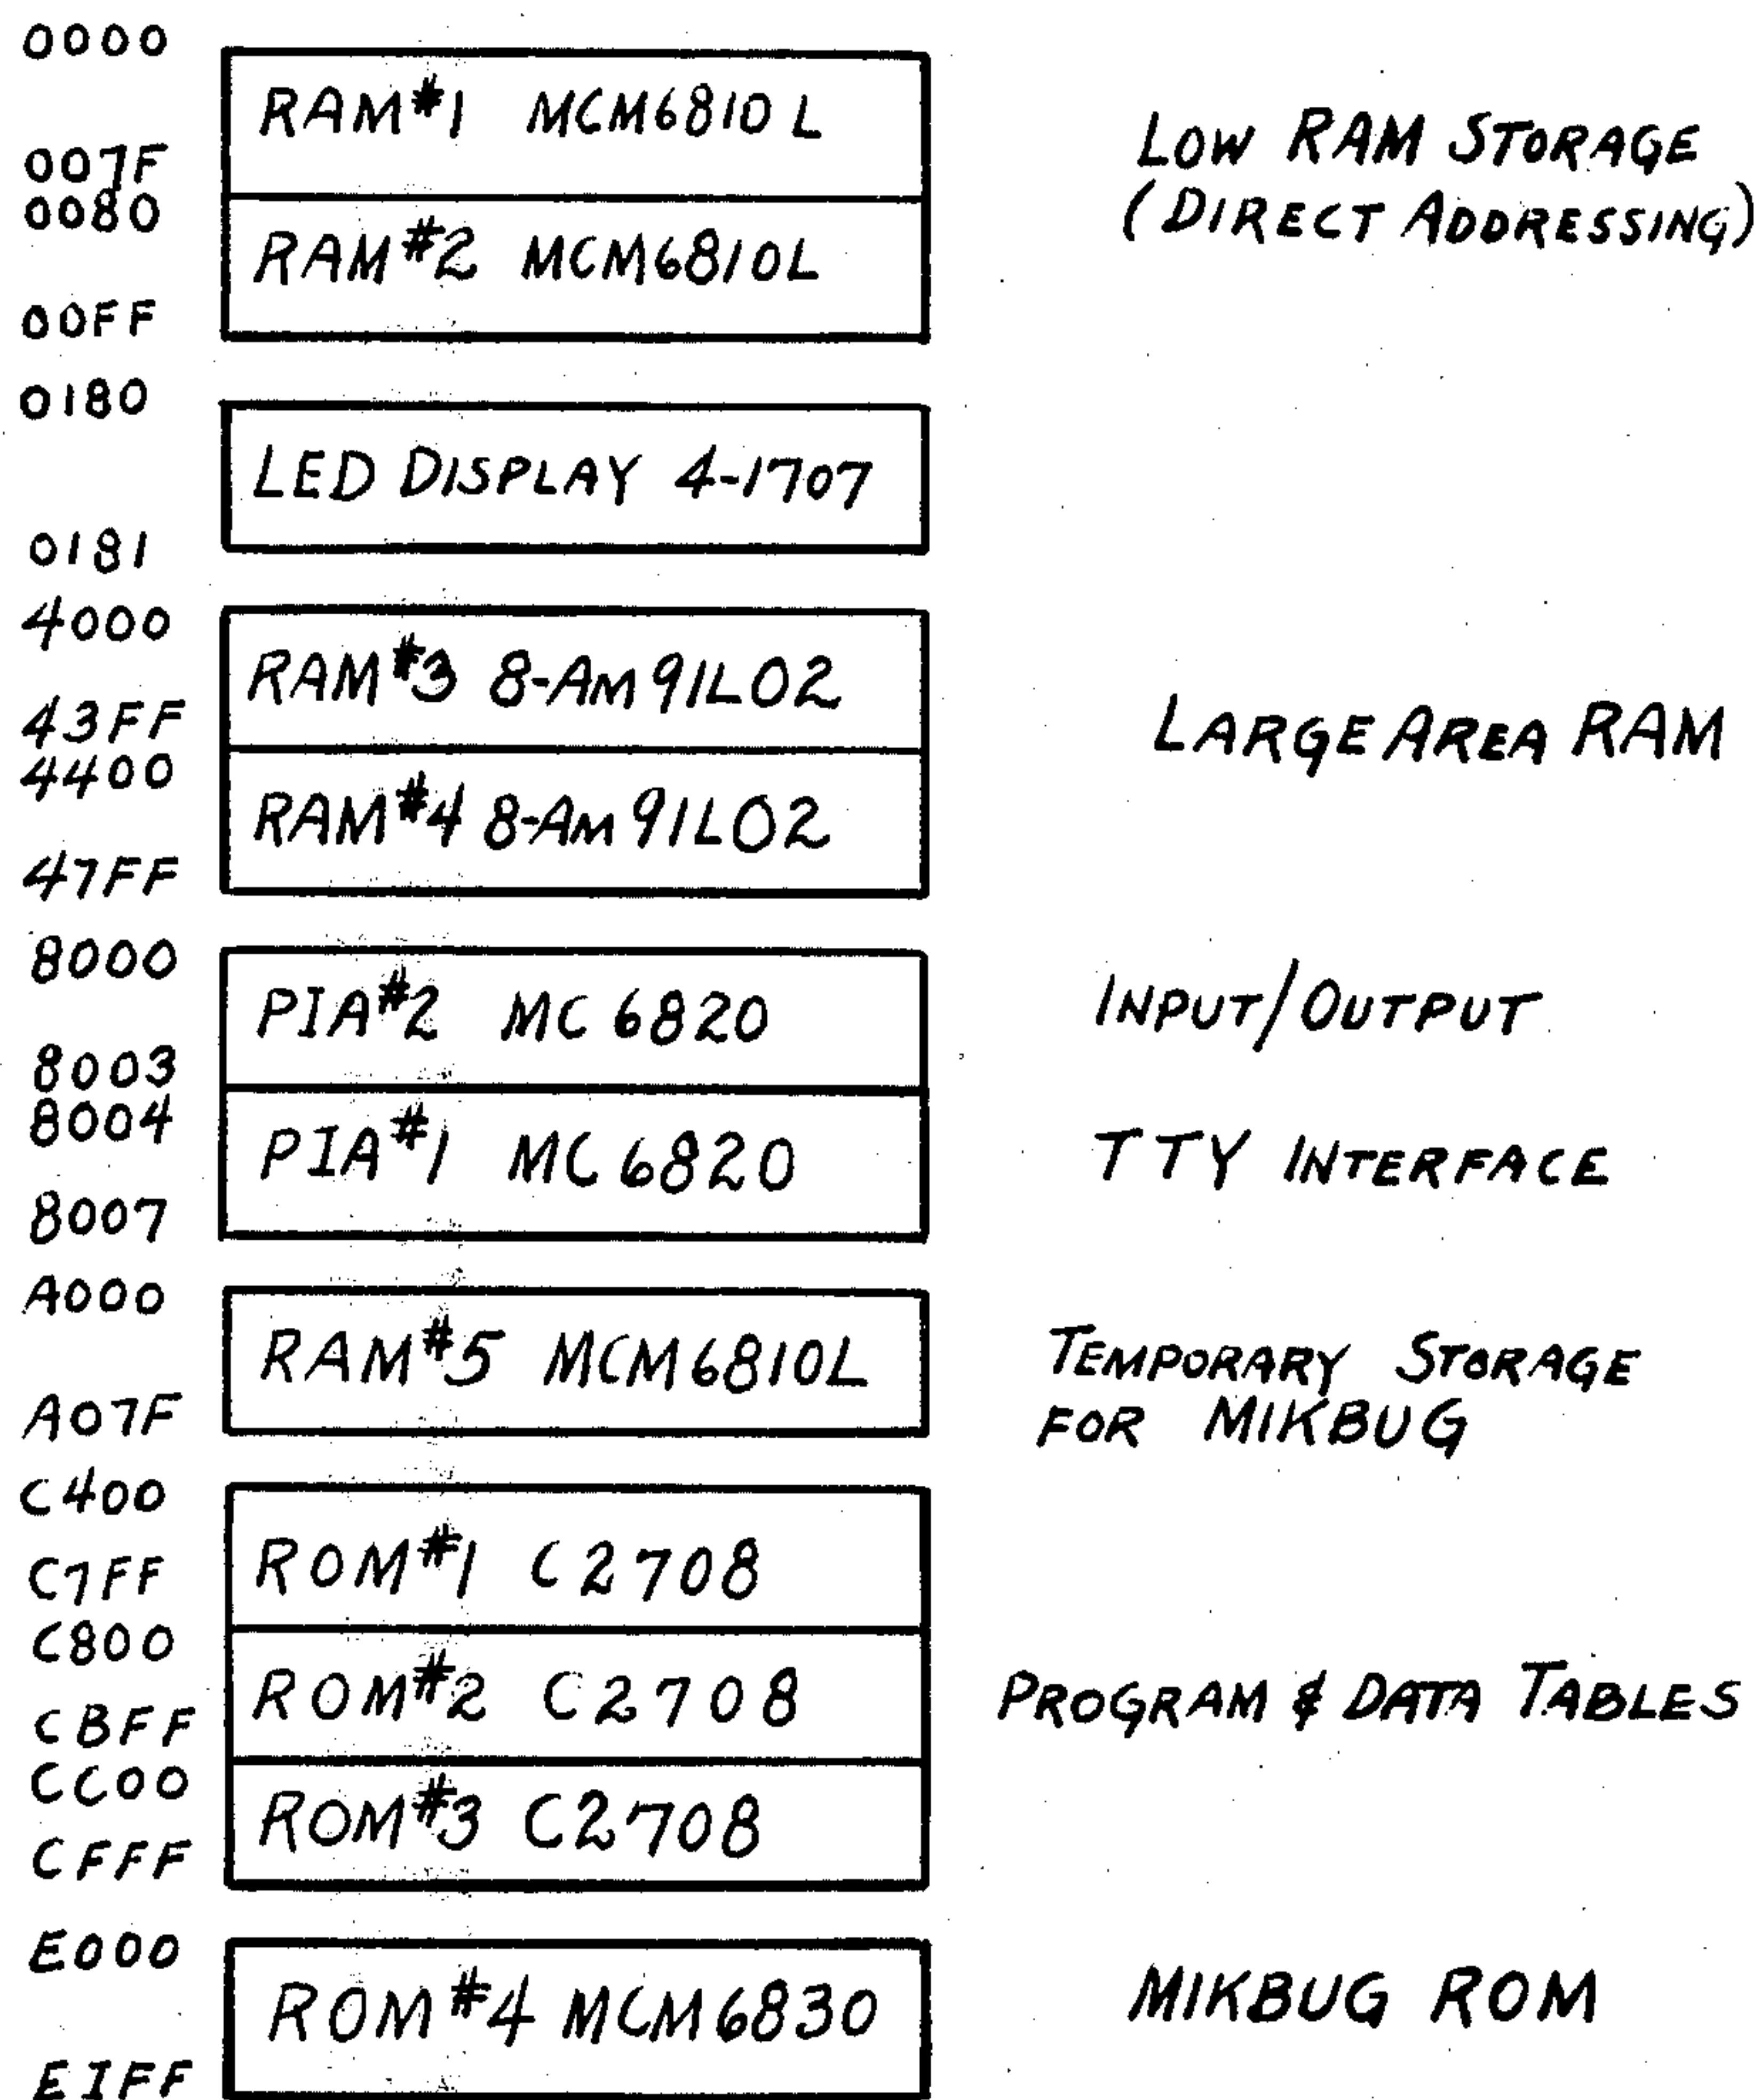 0000
RAM#1 MCM6810L
LOW RAM STORAGE
(DIRECT ADDRESSING)
007F
0080
RAM#2 MCM6810L
00FF
0180
LED DISPLAY 4-1707
0181
4000
RAM#3 8-AM91L02
43FF
LARGE AREA RAM
4400
RAM#4 8-AM91L02
47FF
8000
PIA#2 MC6820
INPUT/OUTPUT
8003
8004
PIA#1 MC6820
TTY INTERFACE
8007
A000
RAM#5 MCM6810L
TEMPORARY STORAGE
FOR MIKBUG
A07F
C400
ROM#1 C2708
C7FF
C800
ROM#2 C2708
PROGRAM & DATA TABLES
CBFF
CC00
ROM#3 C2708
CFFF
E000
ROM#4 MCM6830
MIKBUG ROM
E1FF